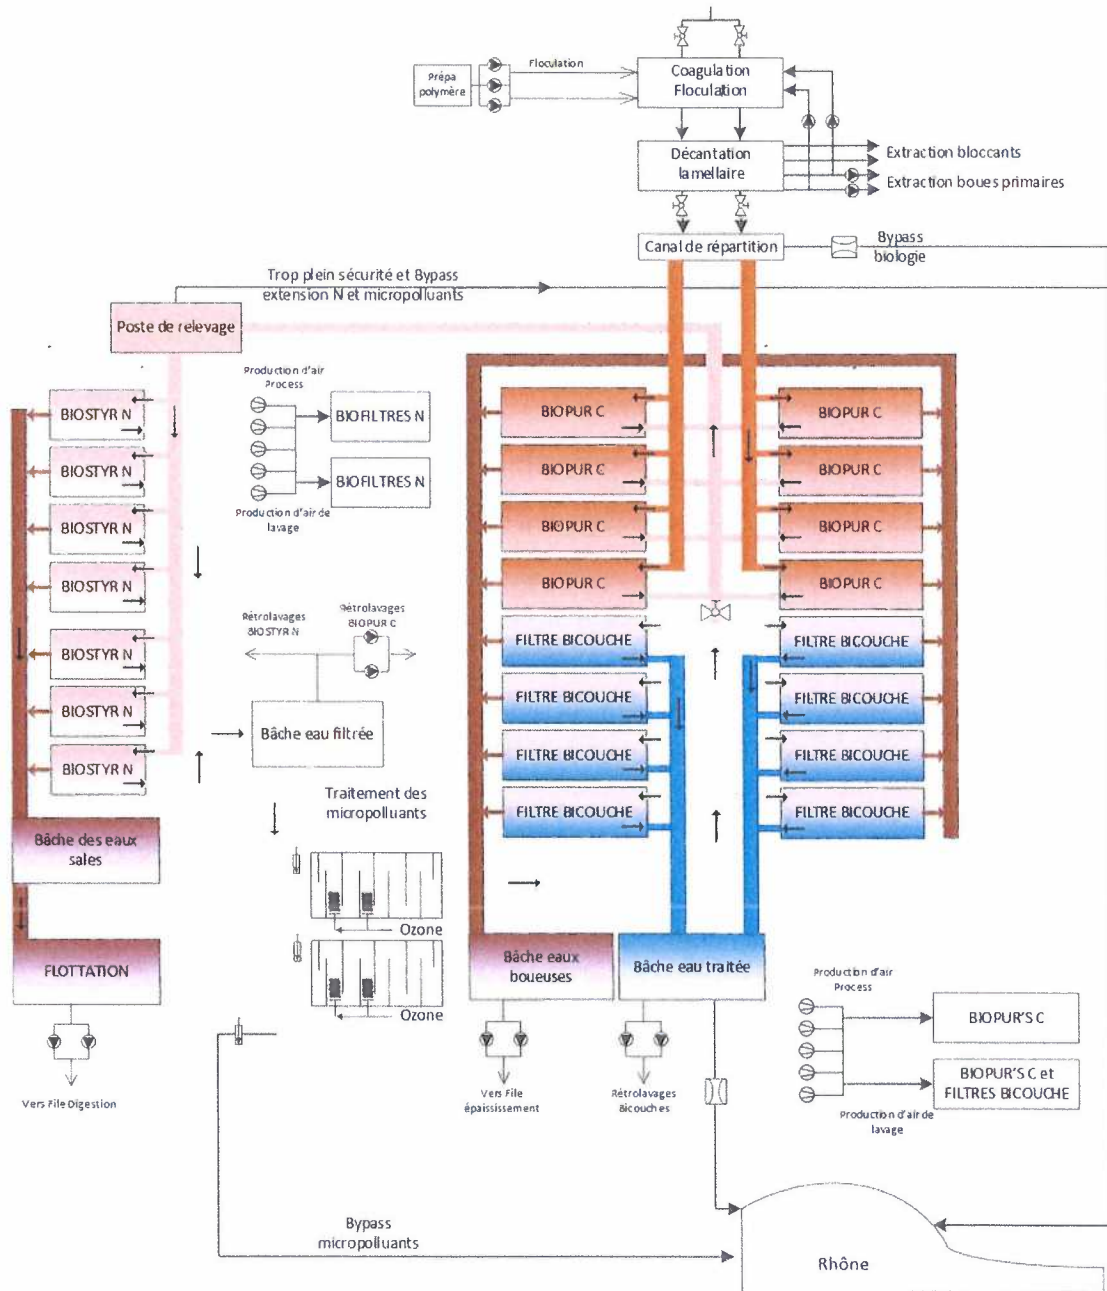 Prépa
polymère
Floculation
Coagulation
Floculation
Décantation
lamellaire
Extraction bloccants
Extraction boues primaires
Canal de répartition
Bypass
biologie
Trop plein sécurité et Bypass
extension N et micropolluants
Poste de relevage
Production d'air
Process
BIOFILTRES N
BIOFILTRES N
Production d'air de
lavage
BIOSTYR N
BIOSTYR N
BIOSTYR N
BIOSTYR N
BIOSTYR N
BIOSTYR N
BIOSTYR N
BIOPUR C
BIOPUR C
BIOPUR C
BIOPUR C
BIOPUR C
BIOPUR C
BIOPUR C
BIOPUR C
FILTRE BICOUCHE
FILTRE BICOUCHE
FILTRE BICOUCHE
FILTRE BICOUCHE
FILTRE BICOUCHE
FILTRE BICOUCHE
FILTRE BICOUCHE
FILTRE BICOUCHE
Rétrolavages
BIOSTYR N
Rétrolavages
BIOPUR C
Bâche eau filtrée
Traitement des
micropolluants
Ozone
Ozone
Bâche des eaux
sales
FLOTTATION
Vers File Digestion
Bâche eaux
boueuses
Bâche eau traitée
Vers File
épaississement
Rétrolavages
Bicouches
Production d'air
Process
BIOPUR'S C
BIOPUR'S C et
FILTRES BICOUCHE
Production d'air de
lavage
Bypass
micropolluants
Rhône